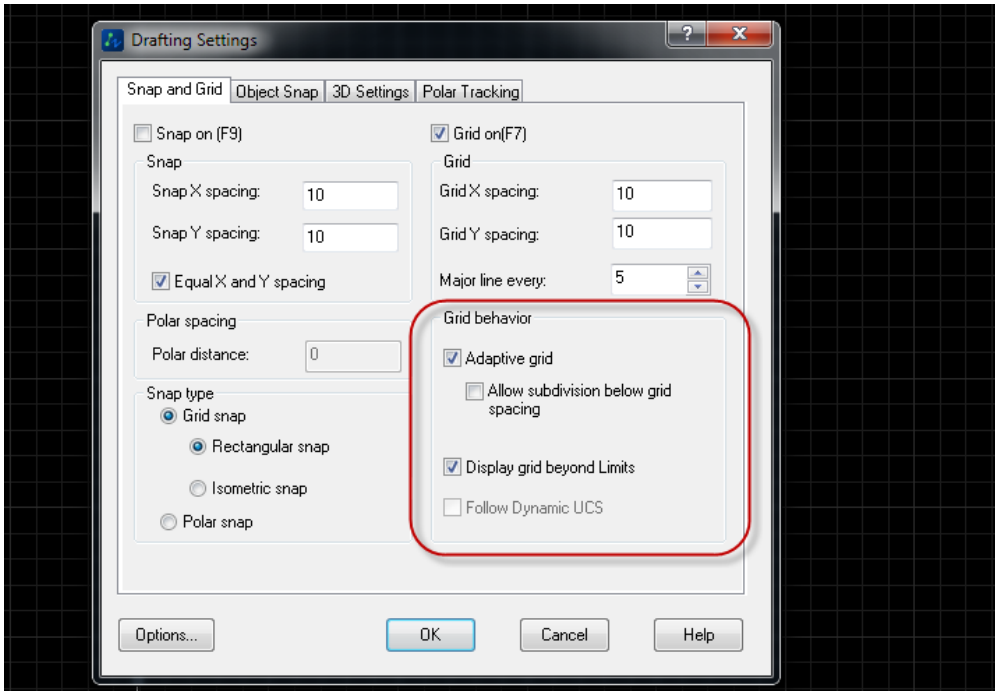 Drafting Settings
?
X
Snap and Grid
Object Snap
3D Settings
Polar Tracking
Snap on (F9)
Snap
Snap X spacing:
10
Snap Y spacing:
10
Equal X and Y spacing
Polar spacing
Polar distance:
0
Snap type
Grid snap
Rectangular snap
Isometric snap
Polar snap
Grid on(F7)
Grid
Grid X spacing:
10
Grid Y spacing:
10
Major line every:
5
Grid behavior
Adaptive grid
Allow subdivision below grid
spacing
Display grid beyond Limits
Follow Dynamic UCS
Options...
OK
Cancel
Help